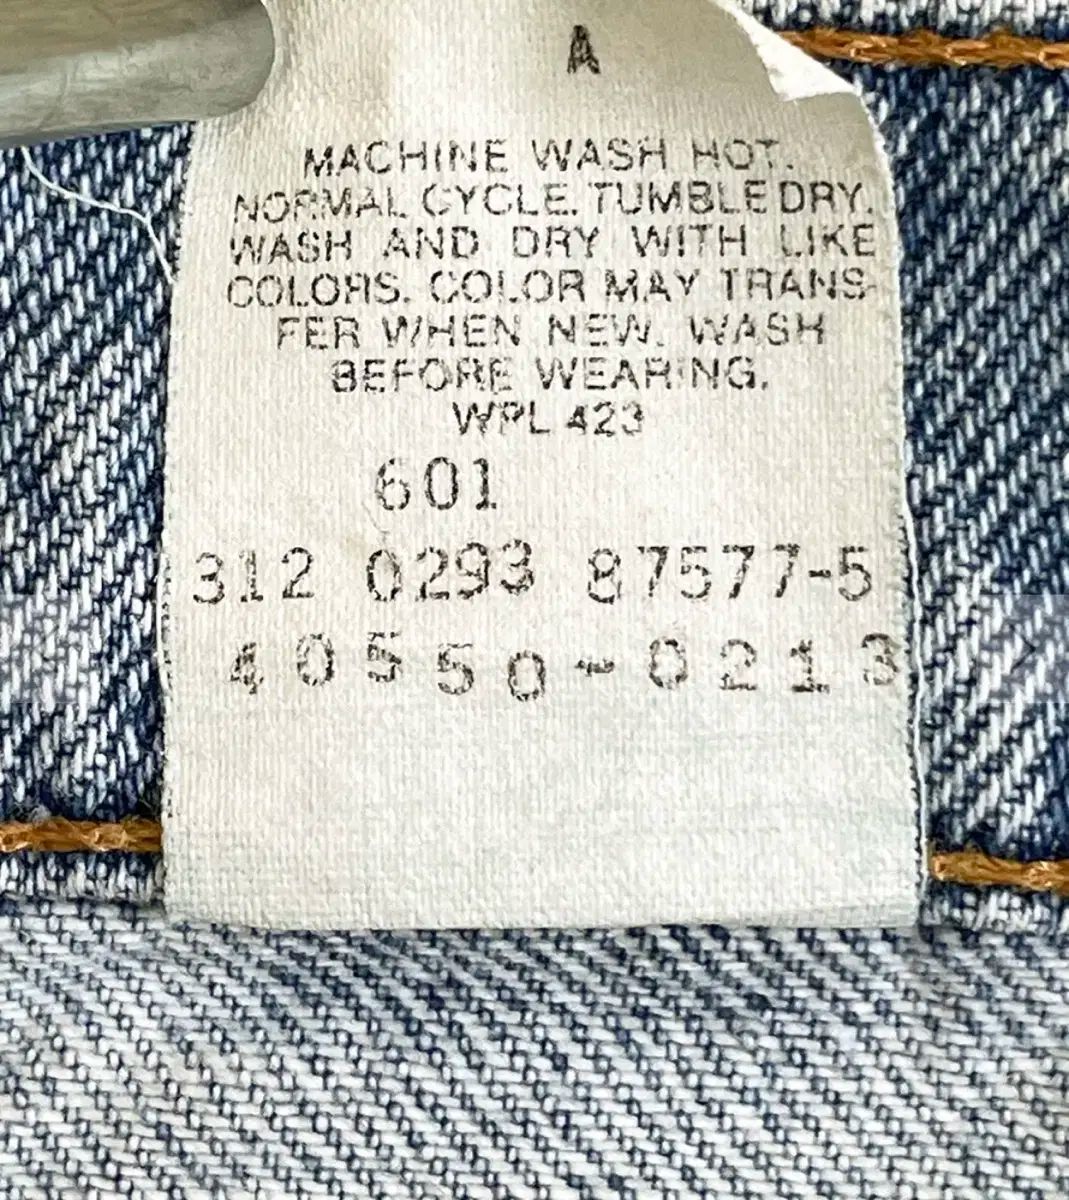 A
MACHINE WASH HOT.
NORMAL CYCLE. TUMBLE DRY.
WASH AND DRY WITH LIKE
COLORS. COLOR MAY TRANS-
FER WHEN NEW. WASH
BEFORE WEARING.
WPL 423
601
312 0293 87577-5
40550-0213